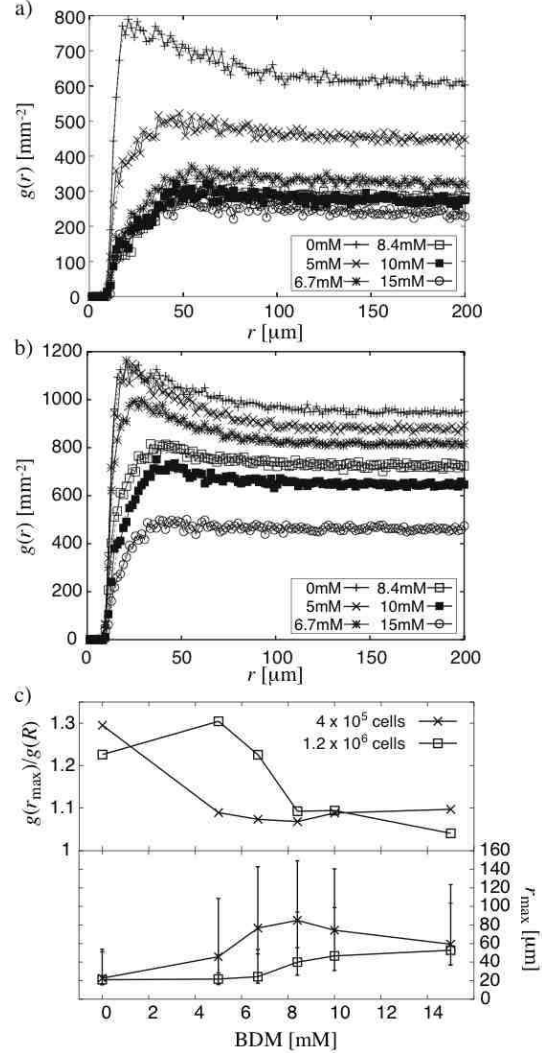 a)
800
700
600
500
400
300
200
100
0
g(r) [mm-2]
0mM 8.4mM
5mM 10mM
6.7mM 15mM
0 50 100 150 200
r [µm]
b)
1200
1000
800
600
400
200
0
g(r) [mm-2]
0mM 8.4mM
5mM 10mM
6.7mM 15mM
0 50 100 150 200
r [µm]
c)
1.3
1.2
1.1
1
g(rmax)/g(R)
4 x 105 cells
1.2 x 106 cells
160
140
120
100
80
60
40
20
0
rmax [µm]
0 2 4 6 8 10 12 14
BDM [mM]